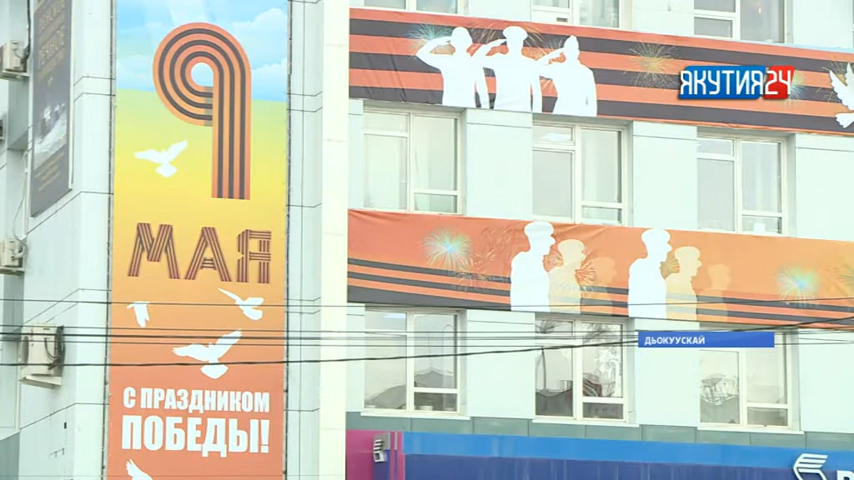 9
МАЯ
С ПРАЗДНИКОМ
ПОБЕДЫ!
ЯКУТИЯ24
ДЬОКУУСКАЙ